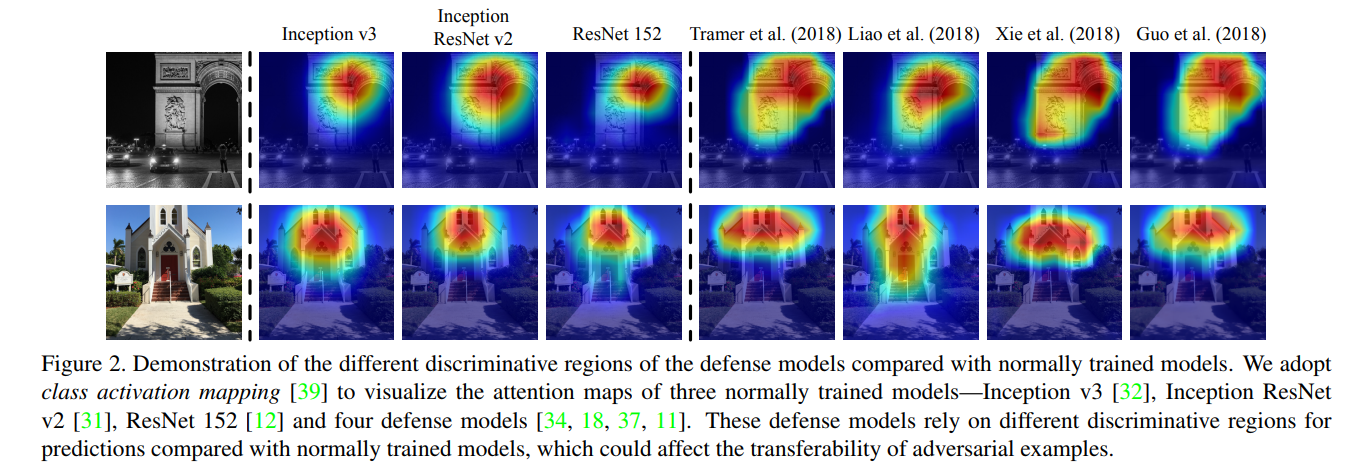 Inception v3
Inception
ResNet v2
ResNet 152
Tramer et al. (2018)
Liao et al. (2018)
Xie et al. (2018)
Guo et al. (2018)
Figure 2. Demonstration of the different discriminative regions of the defense models compared with normally trained models. We adopt
class activation mapping [39] to visualize the attention maps of three normally trained models—Inception v3 [32], Inception ResNet
v2 [31], ResNet 152 [12] and four defense models [34, 18, 37, 11]. These defense models rely on different discriminative regions for
predictions compared with normally trained models, which could affect the transferability of adversarial examples.